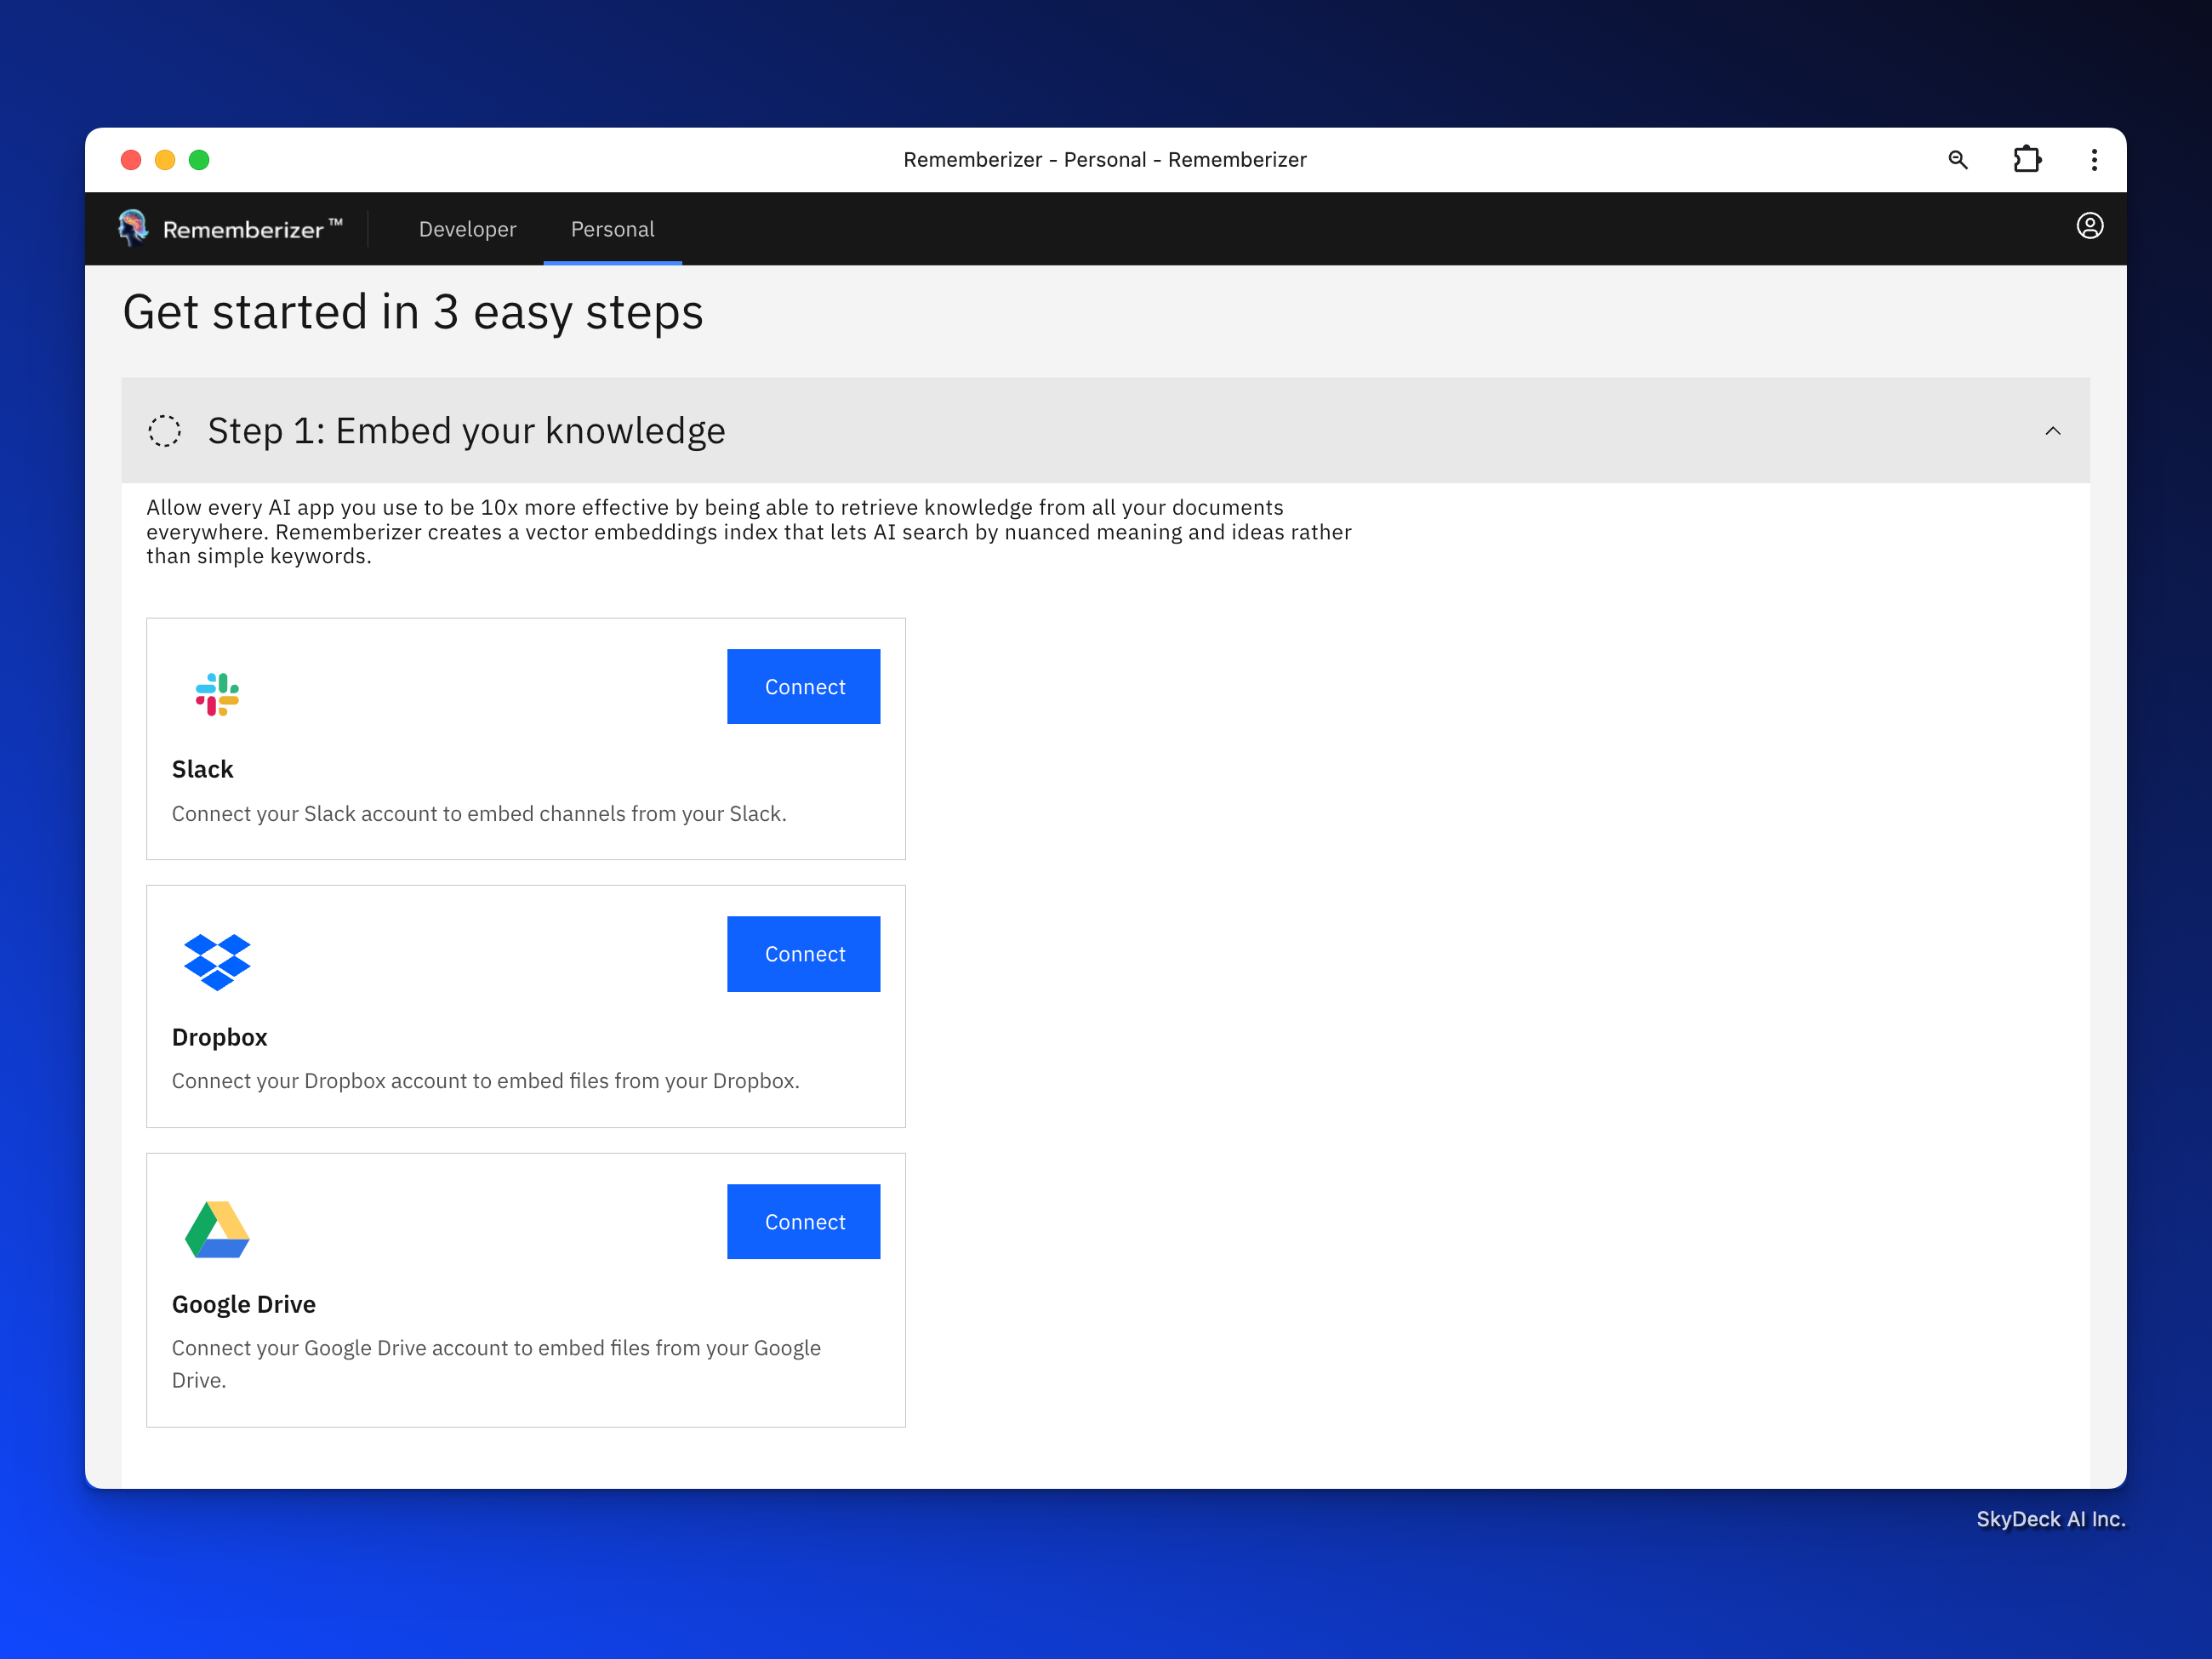 Rememberizer - Personal - Rememberizer
Rememberizer™
Developer
Personal
Get started in 3 easy steps
Step 1: Embed your knowledge
Allow every AI app you use to be 10x more effective by being able to retrieve knowledge from all your documents
everywhere. Rememberizer creates a vector embeddings index that lets AI search by nuanced meaning and ideas rather
than simple keywords.
Connect
Slack
Connect your Slack account to embed channels from your Slack.
Connect
Dropbox
Connect your Dropbox account to embed files from your Dropbox.
Connect
Google Drive
Connect your Google Drive account to embed files from your Google
Drive.
SkyDeck AI Inc.